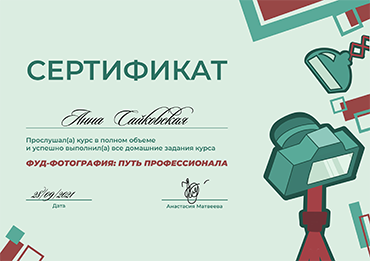 СЕРТИФИКАТ
Анна Сайковская
Прослушал(а) курс в полном объеме
и успешно выполнил(а) все домашние задания курса
ФУД-ФОТОГРАФИЯ: ПУТЬ ПРОФЕССИОНАЛА
28/09/2021
Дата
Анастасия Матвеева